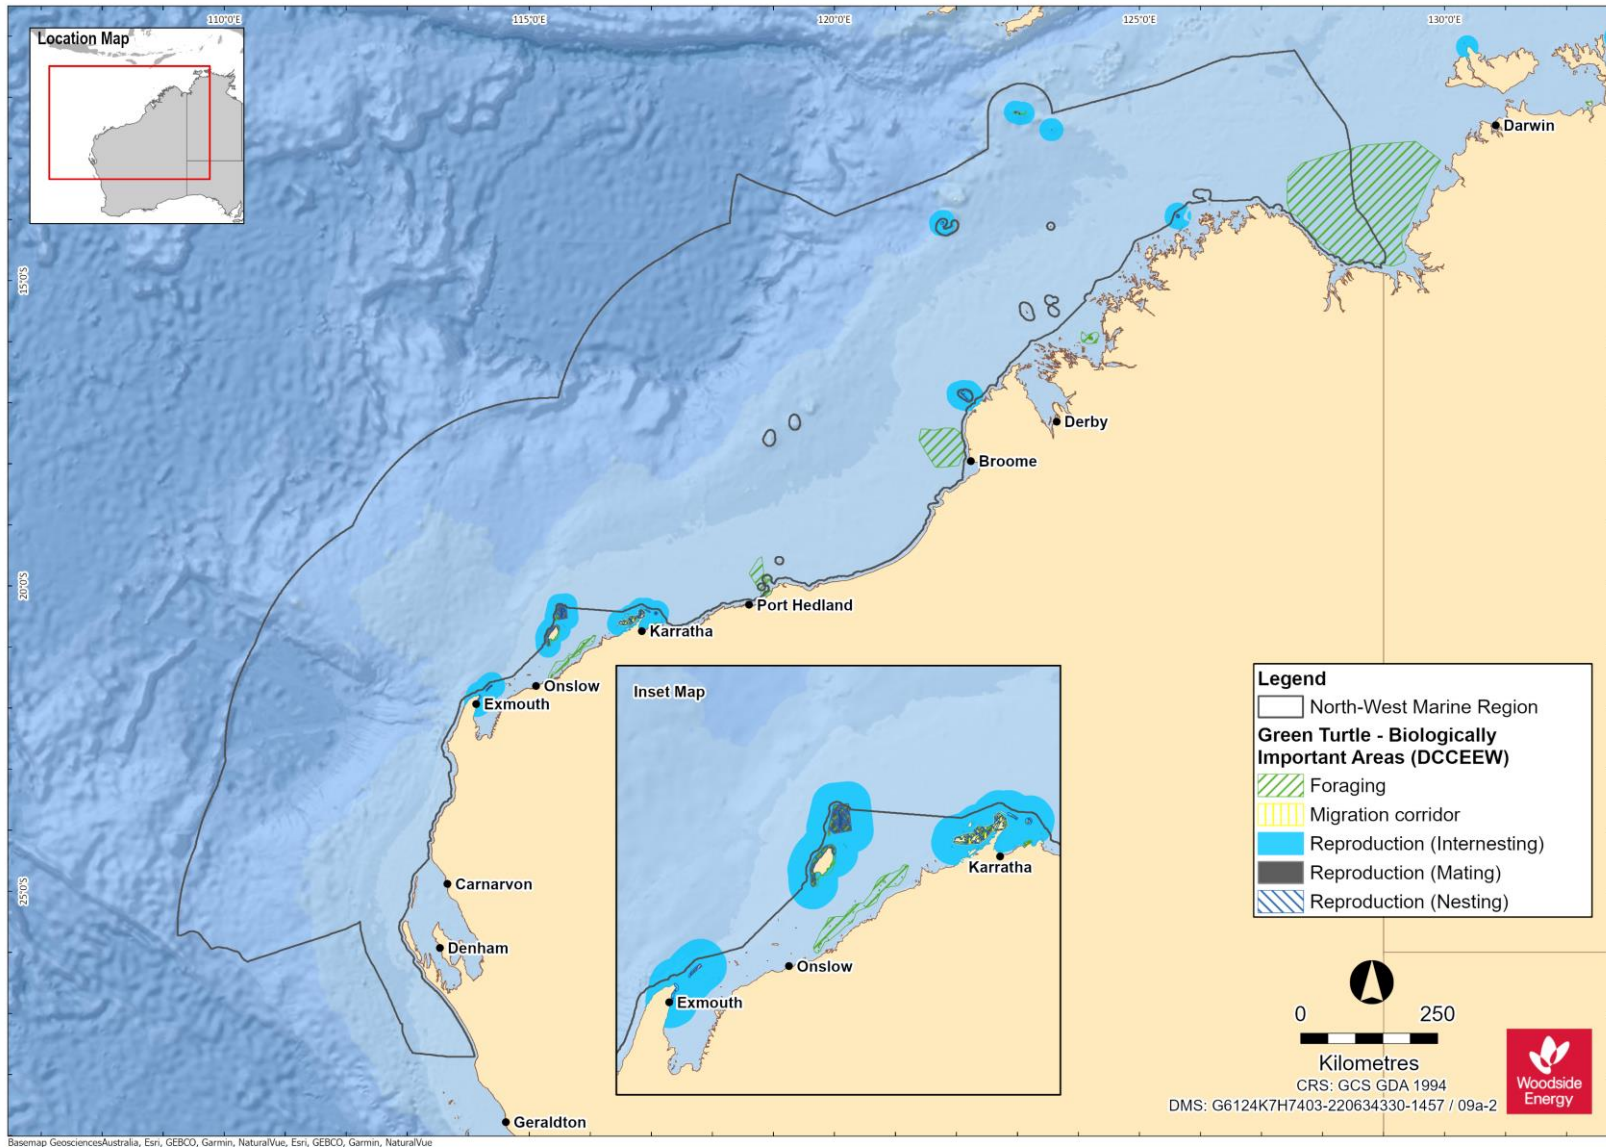 110°0'E
115°0'E
120°0'E
125°0'E
130°0'E
Location Map
Darwin
15°0'S
Derby
Broome
20°0'S
Port Hedland
Karratha
Onslow
Exmouth
Inset Map
Karratha
Onslow
Exmouth
25°0'S
Carnarvon
Denham
Geraldton
Legend
North-West Marine Region
Green Turtle - Biologically
Important Areas (DCCEEW)
Foraging
Migration corridor
Reproduction (Internesting)
Reproduction (Mating)
Reproduction (Nesting)
0 250
Kilometres
CRS: GCS GDA 1994
DMS: G6124K7H7403-220634330-1457 / 09a-2
Woodside
Energy
Basemap GeosciencesAustralia, Esri, GEBCO, Garmin, NaturalVue, Esri, GEBCO, Garmin, NaturalVue